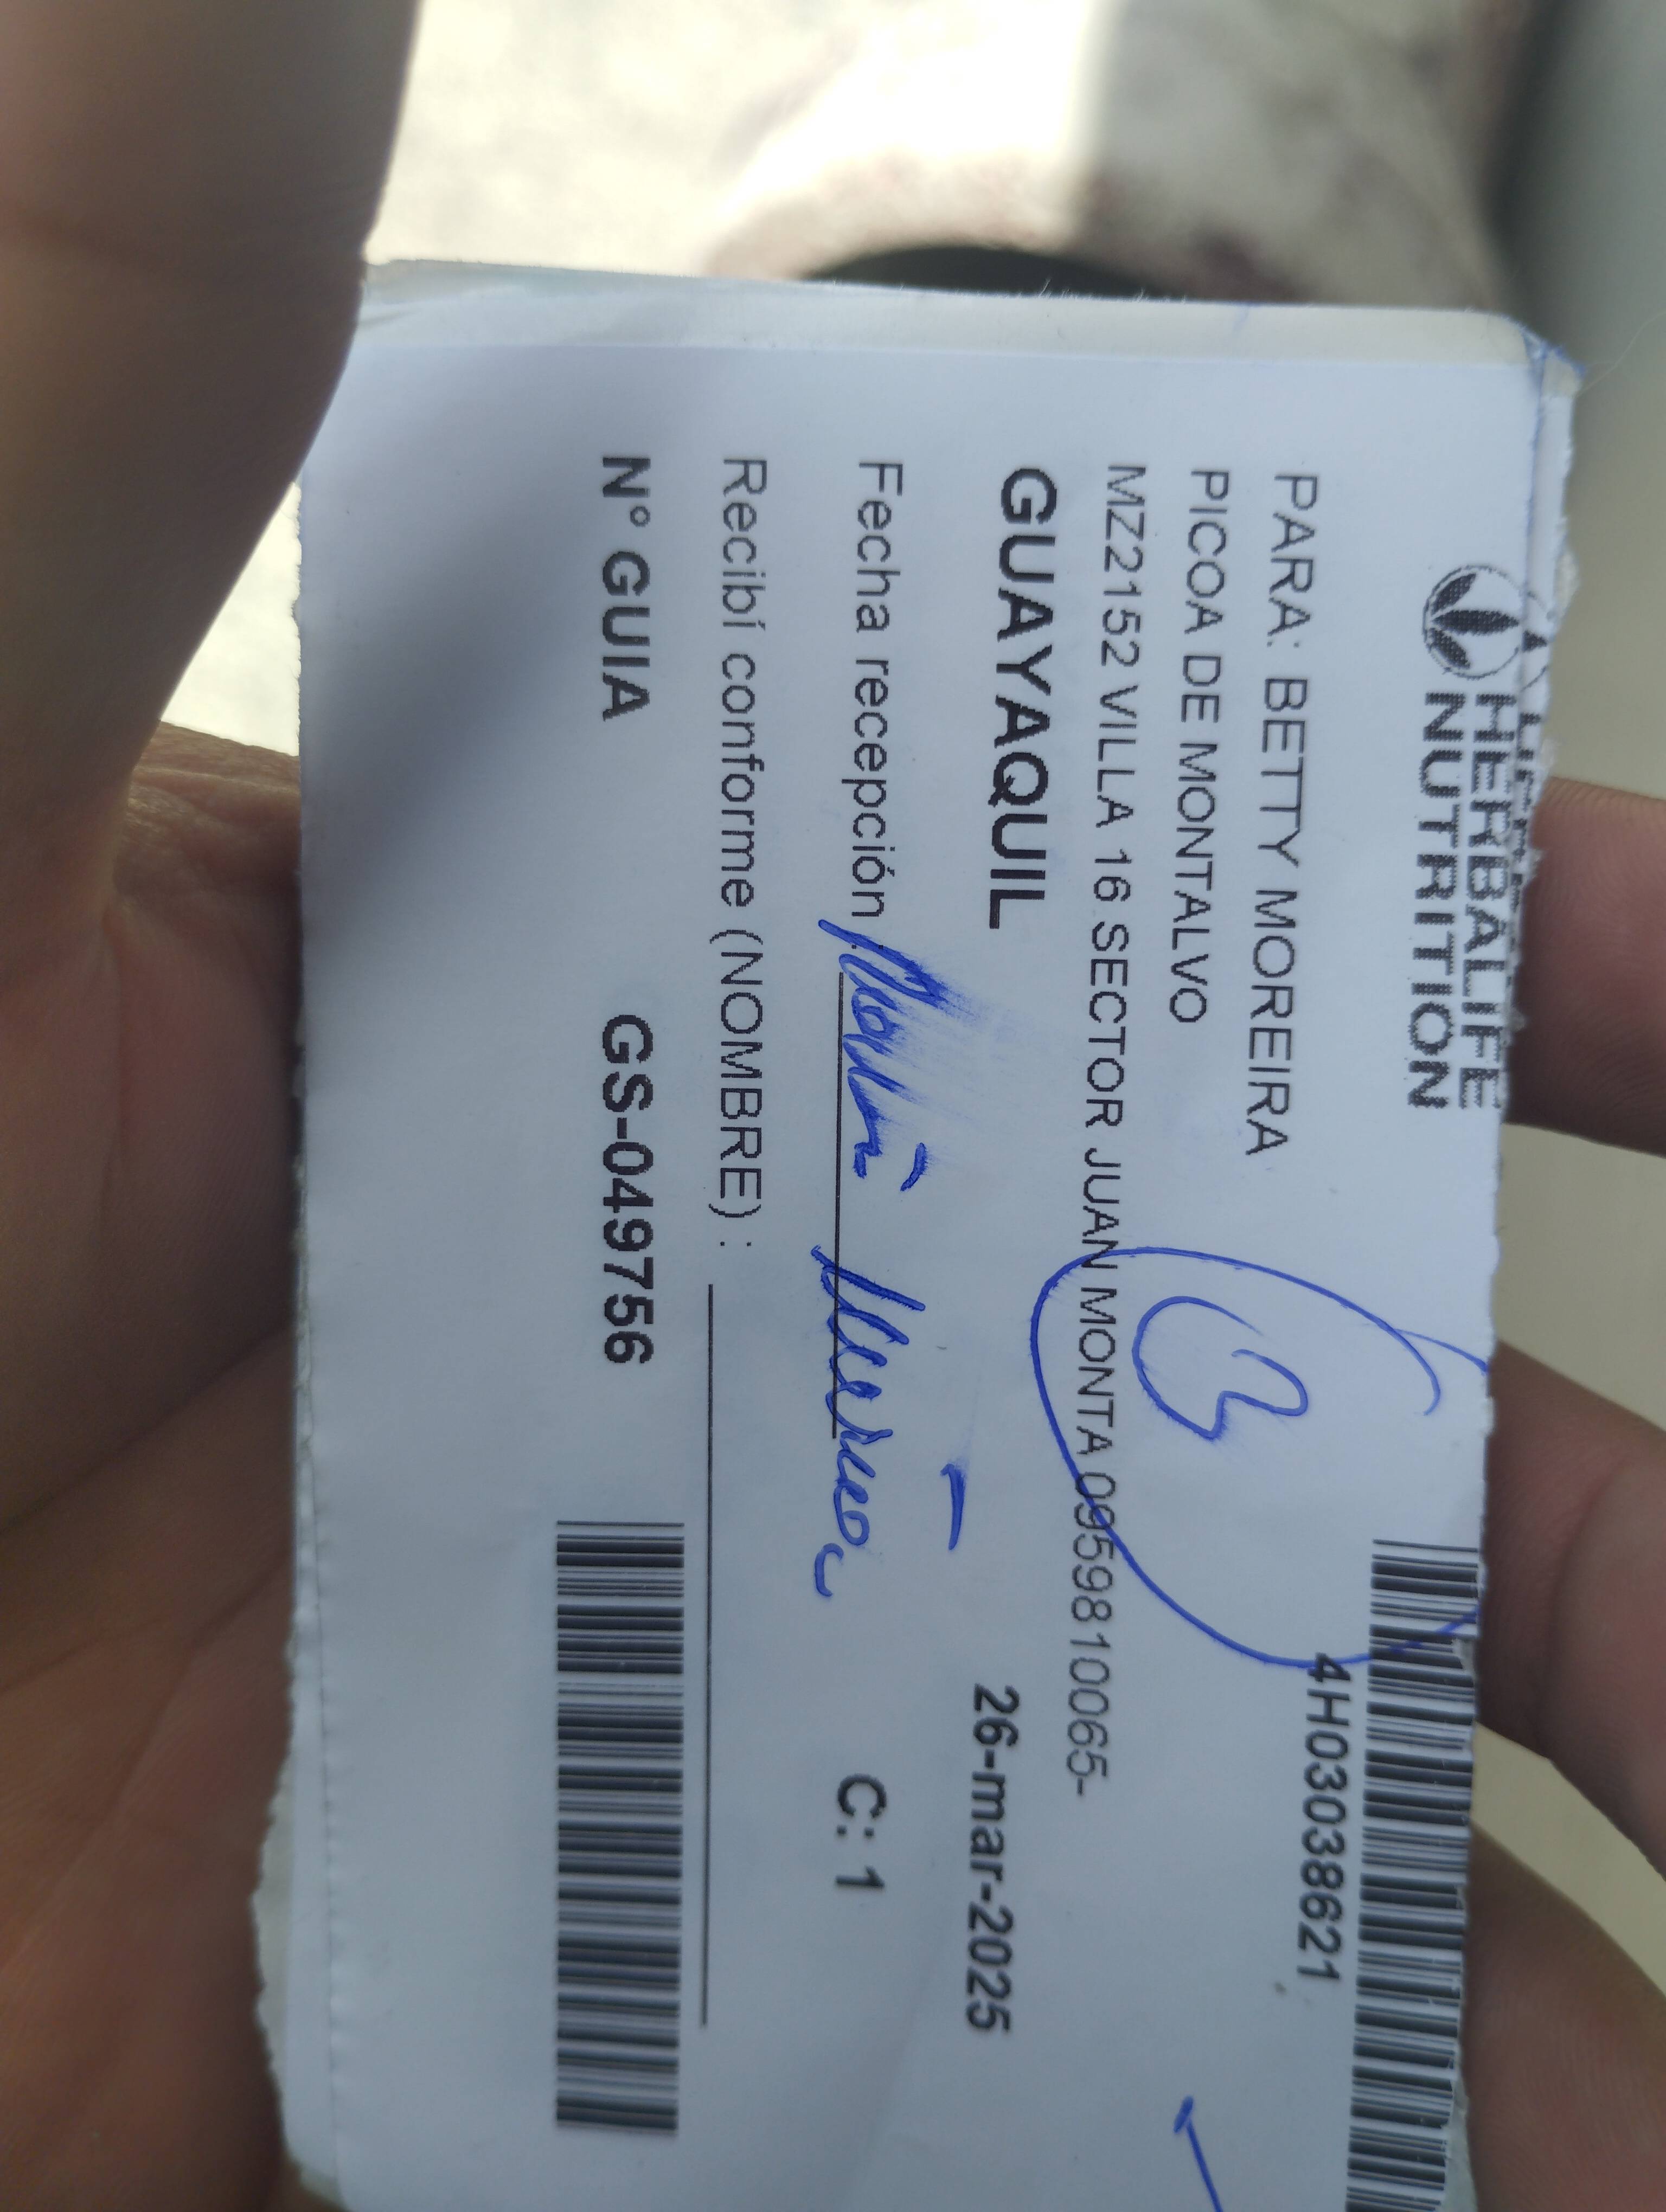 HERBALIFE
NUTRITION
4H03038621
PARA: BETTY MOREIRA
PICOA DE MONTALVO
MZ2152 VILLA 16 SECTOR JUAN MONTA 0959810065-
GUAYAQUIL
26-mar-2025
Fecha recepción
C: 1
Recibí conforme (NOMBRE) :
N° GUIA GS-049756